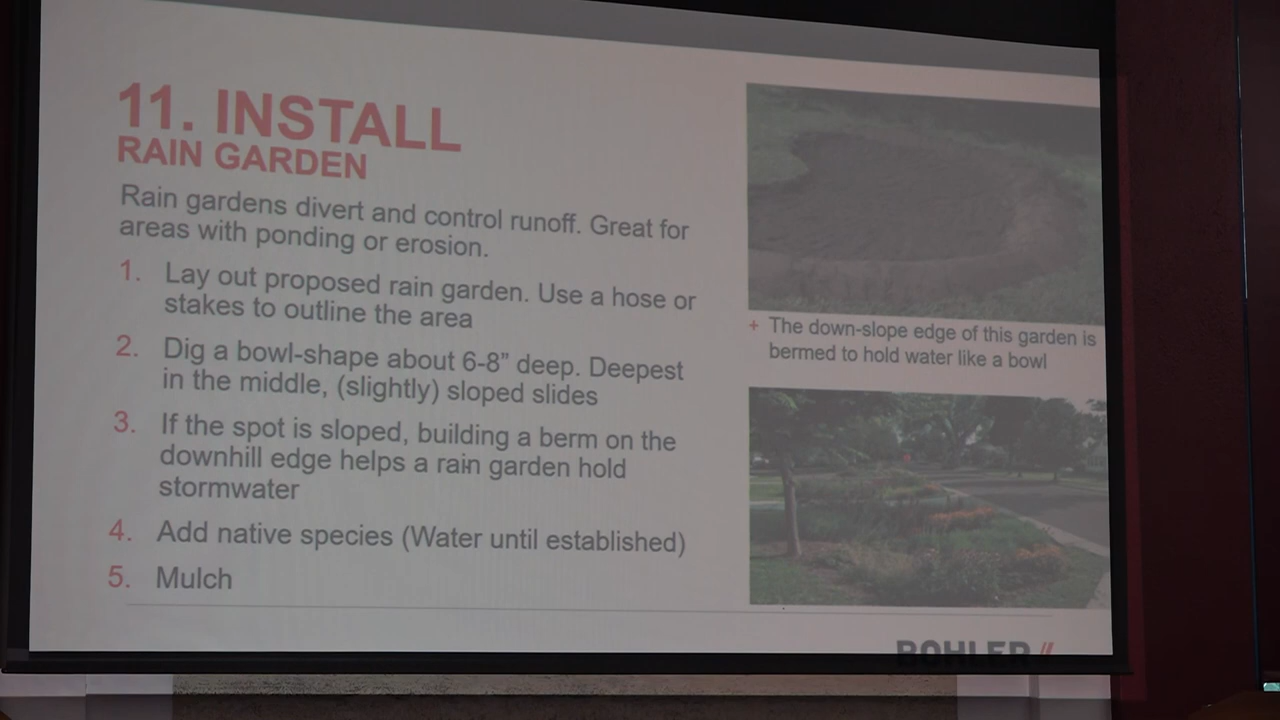 11. INSTALL
RAIN GARDEN
Rain gardens divert and control runoff. Great for
areas with ponding or erosion.
1. Lay out proposed rain garden. Use a hose or
stakes to outline the area
2. Dig a bowl-shape about 6-8” deep. Deepest
in the middle, (slightly) sloped slides
3. If the spot is sloped, building a berm on the
downhill edge helps a rain garden hold
stormwater
4. Add native species (Water until established)
5. Mulch
+ The down-slope edge of this garden is
bermed to hold water like a bowl
BOHLER //